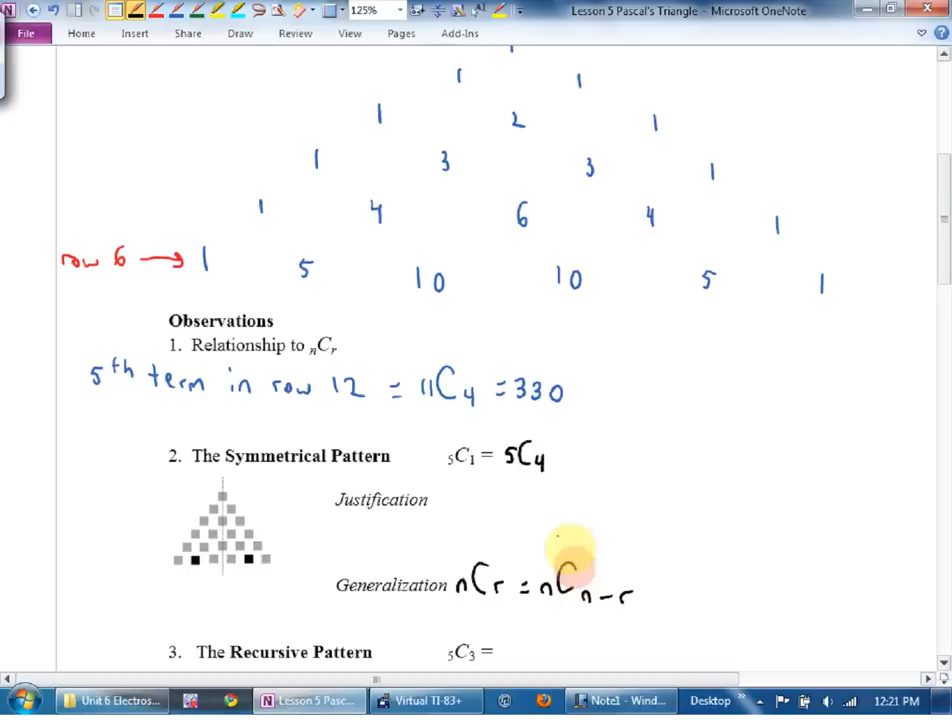 125%
Lesson 5 Pascal's Triangle - Microsoft OneNote
File Home Insert Share Draw Review View Pages Add-Ins
1 1
1 2 1
1 3 3 1
1 4 6 4 1
row 6 → 1 5 10 10 5 1
Observations
1. Relationship to nCr
5th term in row 12 = 11C4 = 330
2. The Symmetrical Pattern 5C1 = 5C4
Justification
Generalization nCr = nCn-r
3. The Recursive Pattern 5C3 =
Unit 6 Electros... Lesson 5 Pasc... Virtual TI-83+ Note1 - Wind... Desktop » 12:21 PM